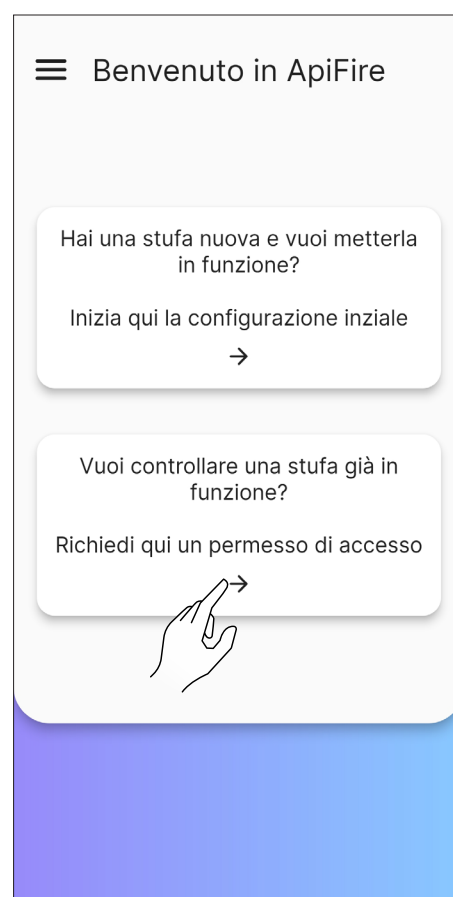 Benvenuto in ApiFire
Hai una stufa nuova e vuoi metterla
in funzione?
Inizia qui la configurazione inziale
Vuoi controllare una stufa già in
funzione?
Richiedi qui un permesso di accesso